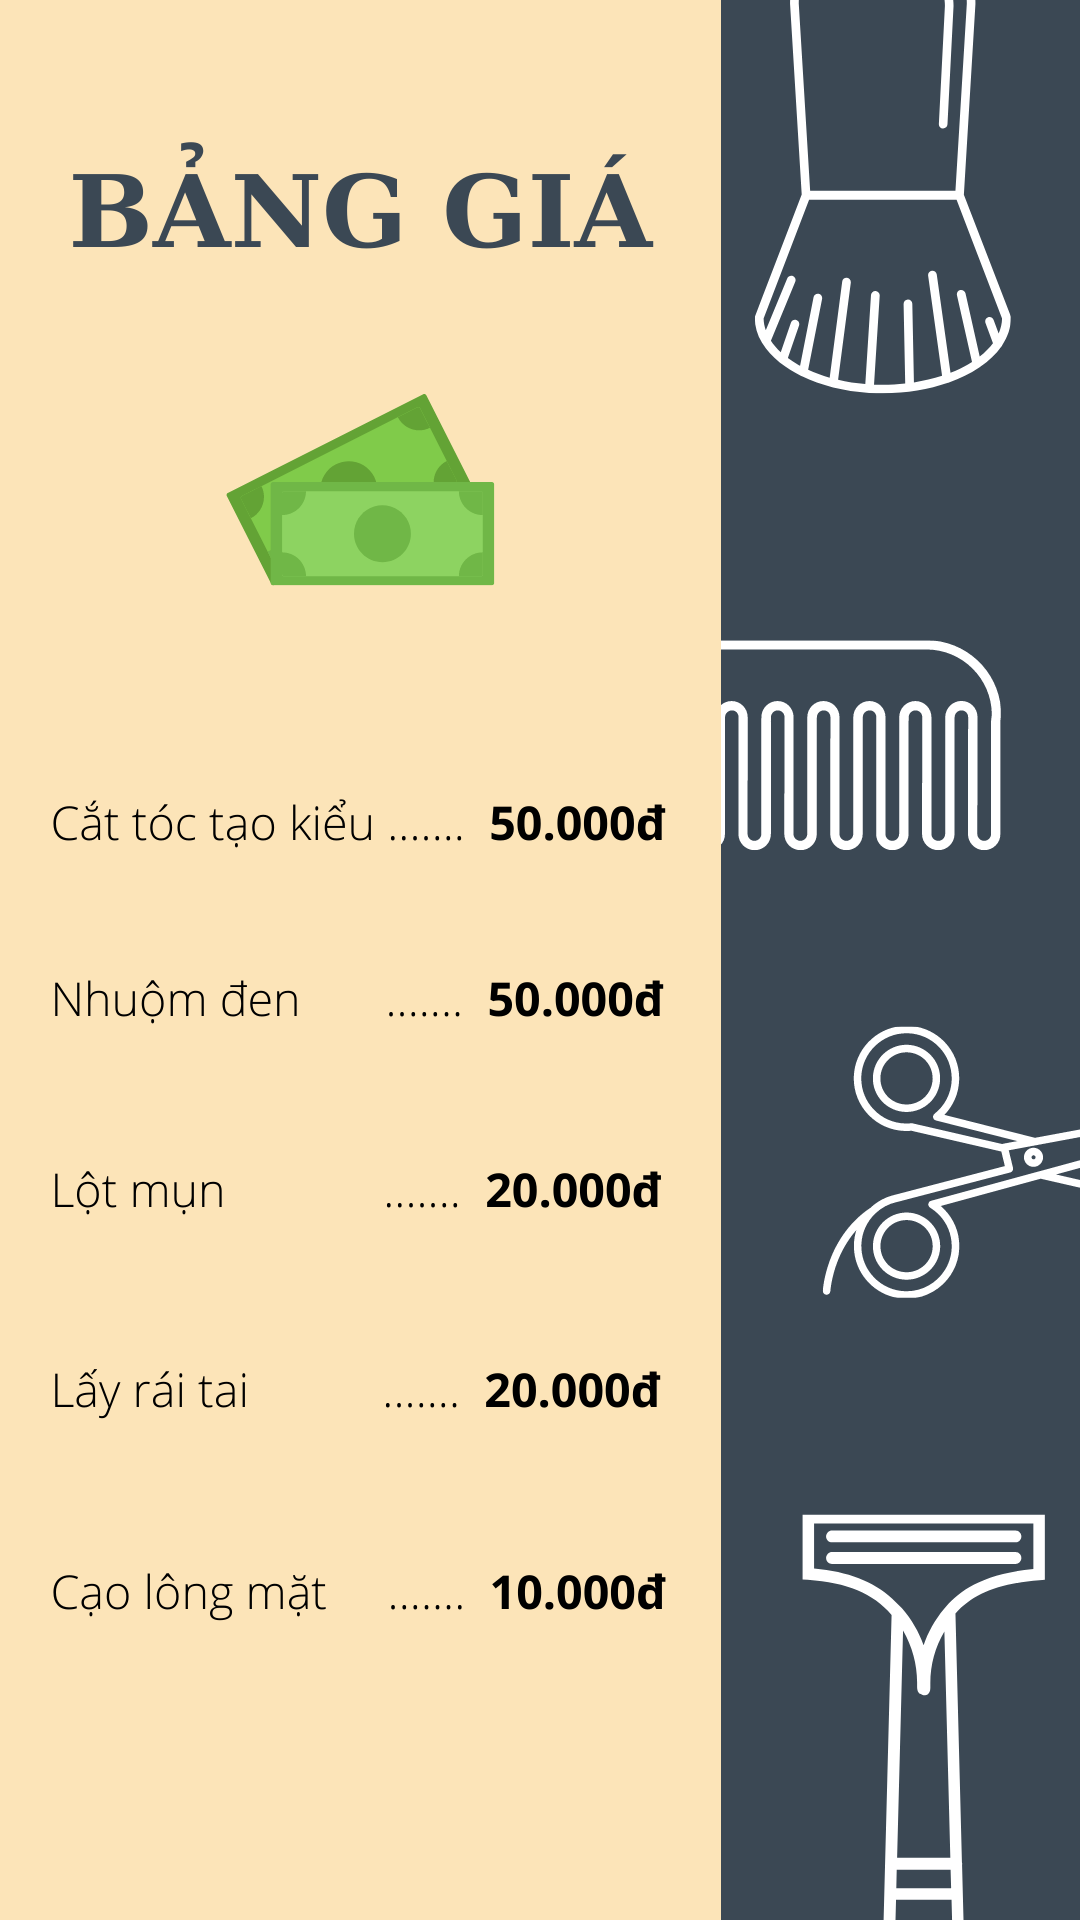 BẢNG GIÁ
Cắt tóc tạo kiểu ....... 50.000đ
Nhuộm đen ....... 50.000đ
Lột mụn ....... 20.000đ
Lấy rái tai ....... 20.000đ
Cạo lông mặt ....... 10.000đ